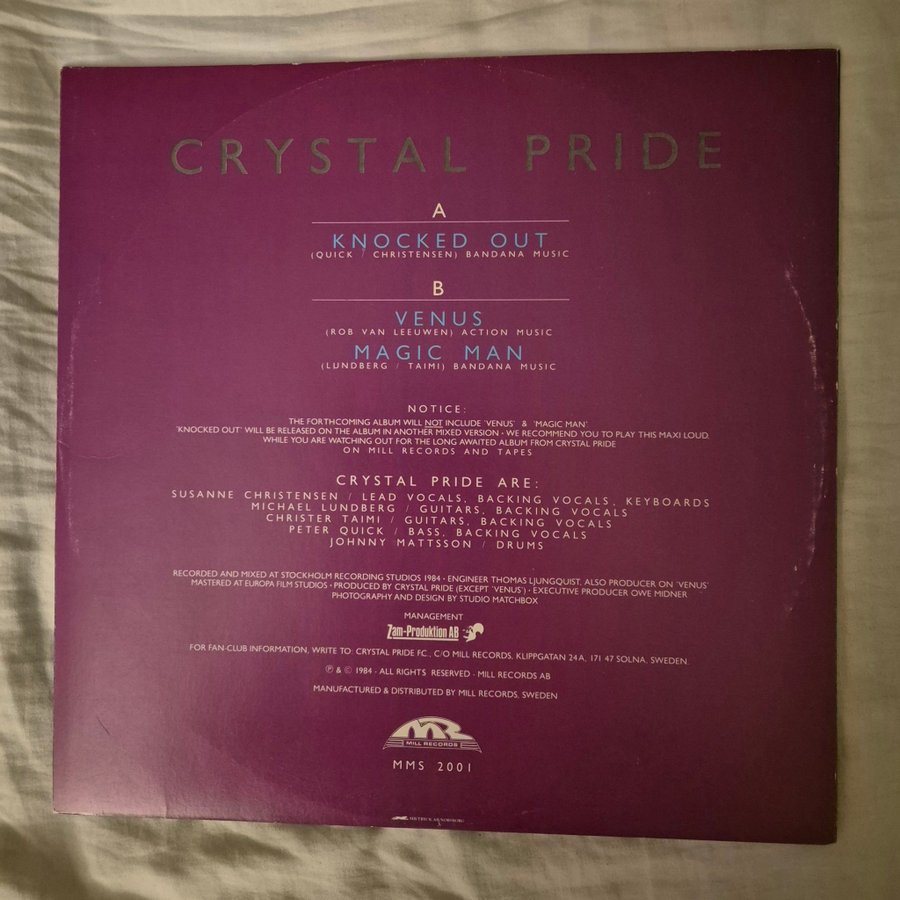 CRYSTAL PRIDE
A
KNOCKED OUT
(QUICK / CHRISTENSEN) BANDANA MUSIC
B
VENUS
(ROB VAN LEEUWEN) ACTION MUSIC
MAGIC MAN
(LUNDBERG / TAIMI) BANDANA MUSIC
NOTICE:
THE FORTHCOMING ALBUM WILL NOT INCLUDE 'VENUS' & 'MAGIC MAN'
'KNOCKED OUT' WILL BE RELEASED ON THE ALBUM IN ANOTHER MIXED VERSION • WE RECOMMEND YOU TO PLAY THIS MAXI LOUD.
WHILE YOU ARE WATCHING OUT FOR THE LONG AWAITED ALBUM FROM CRYSTAL PRIDE
ON MILL RECORDS AND TAPES
CRYSTAL PRIDE ARE:
SUSANNE CHRISTENSEN / LEAD VOCALS, BACKING VOCALS, KEYBOARDS
MICHAEL LUNDBERG / GUITARS, BACKING VOCALS
CHRISTER TAIMI / GUITARS, BACKING VOCALS
PETER QUICK / BASS, BACKING VOCALS
JOHNNY MATTSSON / DRUMS
RECORDED AND MIXED AT STOCKHOLM RECORDING STUDIOS 1984 • ENGINEER THOMAS LJUNGQUIST, ALSO PRODUCER ON 'VENUS'
MASTERED AT EUROPA FILM STUDIOS • PRODUCED BY CRYSTAL PRIDE (EXCEPT 'VENUS') • EXECUTIVE PRODUCER OWE MIDNER
PHOTOGRAPHY AND DESIGN BY STUDIO MATCHBOX
MANAGEMENT
Zam-Produktion AB
FOR FAN-CLUB INFORMATION, WRITE TO: CRYSTAL PRIDE F.C., C/O MILL RECORDS, KLIPPGATAN 24 A, 171 47 SOLNA, SWEDEN.
℗ & © 1984 - ALL RIGHTS RESERVED - MILL RECORDS AB
MANUFACTURED & DISTRIBUTED BY MILL RECORDS, SWEDEN
MR
MILL RECORDS
MMS 2001